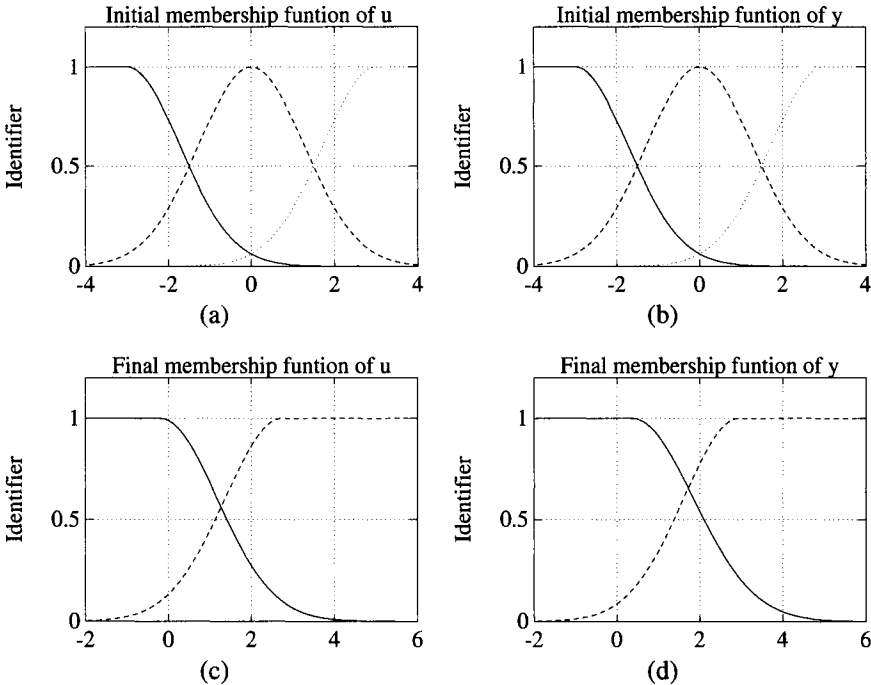 Initial membership funtion of u
Identifier
1
0.5
0
-4 -2 0 2 4
(a)
Initial membership funtion of y
Identifier
1
0.5
0
-4 -2 0 2 4
(b)
Final membership funtion of u
Identifier
1
0.5
0
-2 0 2 4 6
(c)
Final membership funtion of y
Identifier
1
0.5
0
-2 0 2 4 6
(d)